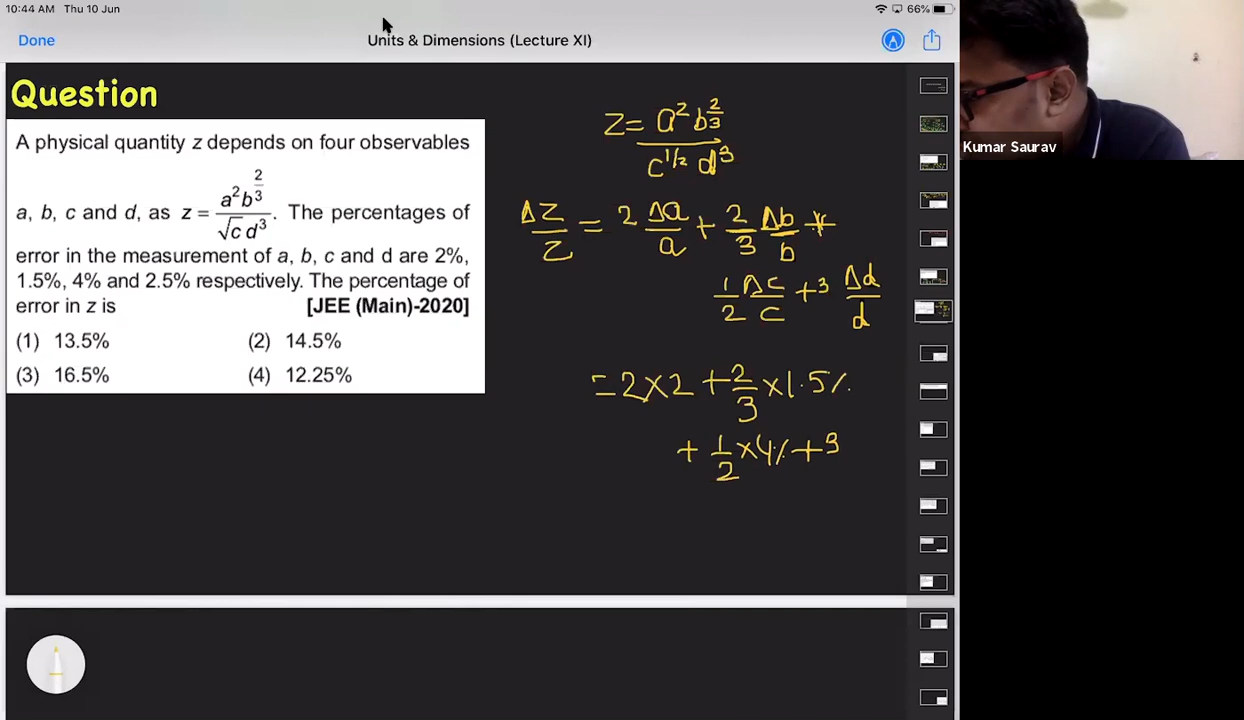 10:44 AM Thu 10 Jun
66%
Done
Units & Dimensions (Lecture XI)
Question
A physical quantity z depends on four observables
a, b, c and d, as z = a²b^(2/3) / √c d³. The percentages of
error in the measurement of a, b, c and d are 2%,
1.5%, 4% and 2.5% respectively. The percentage of
error in z is [JEE (Main)-2020]
(1) 13.5% (2) 14.5%
(3) 16.5% (4) 12.25%
z = a²b^(2/3) / c^(1/2) d³
Δz/z = 2 Δa/a + 2/3 Δb/b +
1/2 Δc/c + 3 Δd/d
= 2×2 + 2/3 × 1.5%
+ 1/2 × 4% + 3
Kumar Saurav